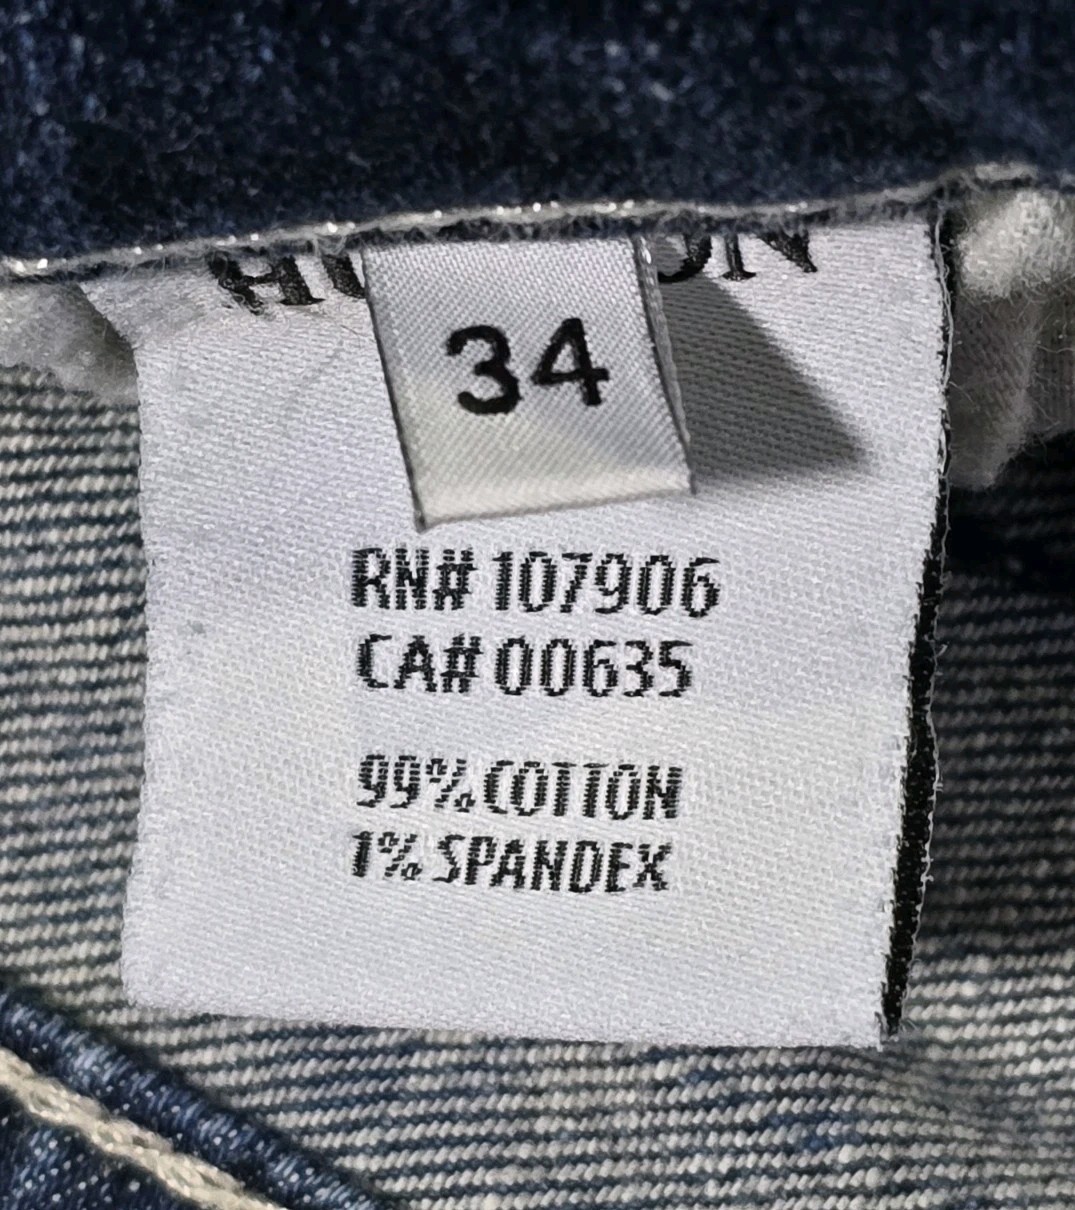 34
RN# 107906
CA# 00635
99% COTTON
1% SPANDEX